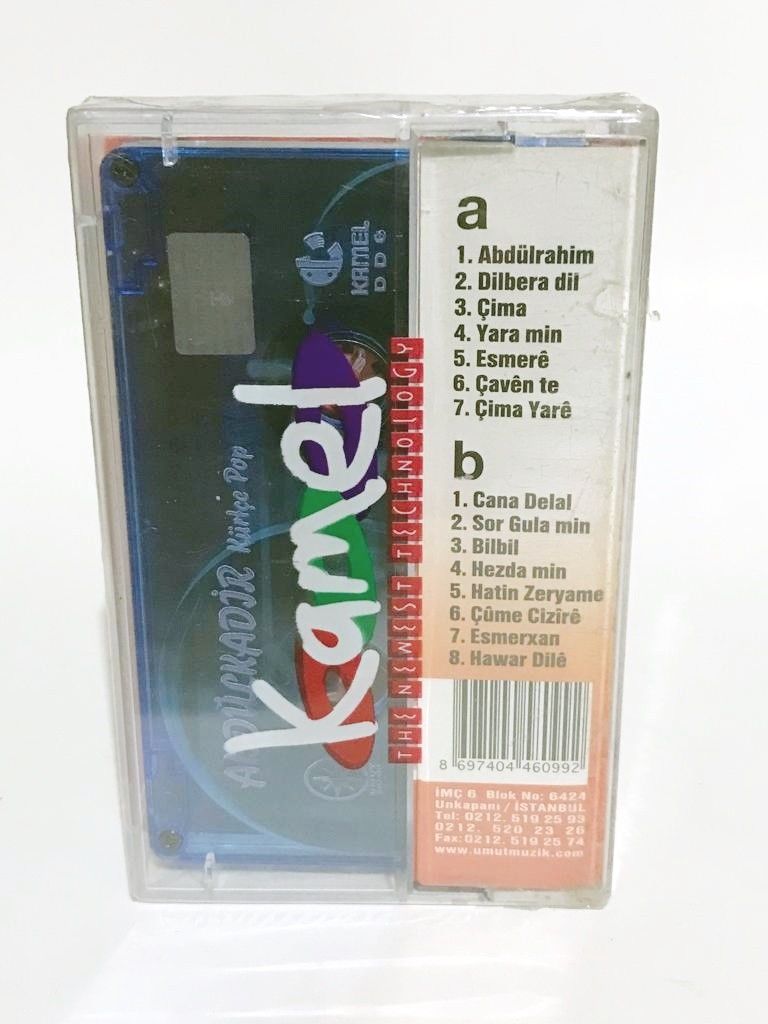 KAMEL
DDC
ABDÜLKADİR Kürtçe Pop
Kamel
THE NEWEST TECHNOLOGY
a
1. Abdülrahim
2. Dilbera dil
3. Çima
4. Yara min
5. Esmerê
6. Çavên te
7. Çima Yarê
b
1. Cana Delal
2. Sor Gula min
3. Bilbil
4. Hezda min
5. Hatin Zeryame
6. Çûme Cizîrê
7. Esmerxan
8. Hawar Dilê
8 697404 460992
İMÇ 6 Blok No: 6424
Unkapanı / İSTANBUL
Tel: 0212. 519 25 93
0212. 520 23 26
Fax: 0212. 519 25 74
www.umutmuzik.com